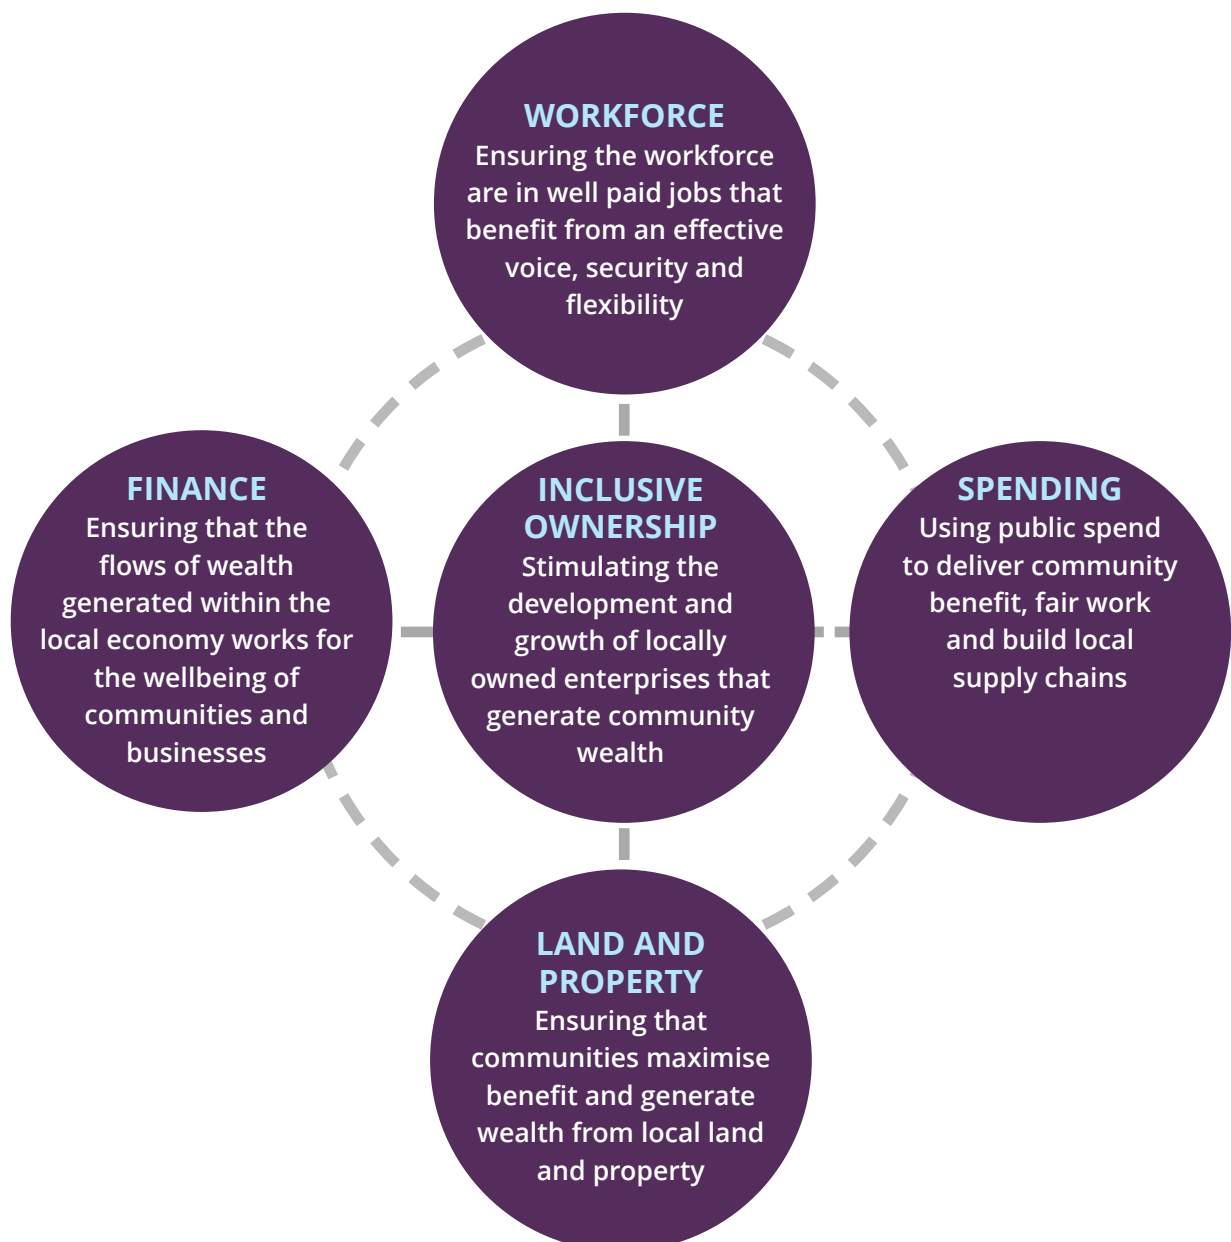 WORKFORCE
Ensuring the workforce
are in well paid jobs that
benefit from an effective
voice, security and
flexibility
FINANCE
Ensuring that the
flows of wealth
generated within the
local economy works for
the wellbeing of
communities and
businesses
INCLUSIVE
OWNERSHIP
Stimulating the
development and
growth of locally
owned enterprises that
generate community
wealth
SPENDING
Using public spend
to deliver community
benefit, fair work
and build local
supply chains
LAND AND
PROPERTY
Ensuring that
communities maximise
benefit and generate
wealth from local land
and property